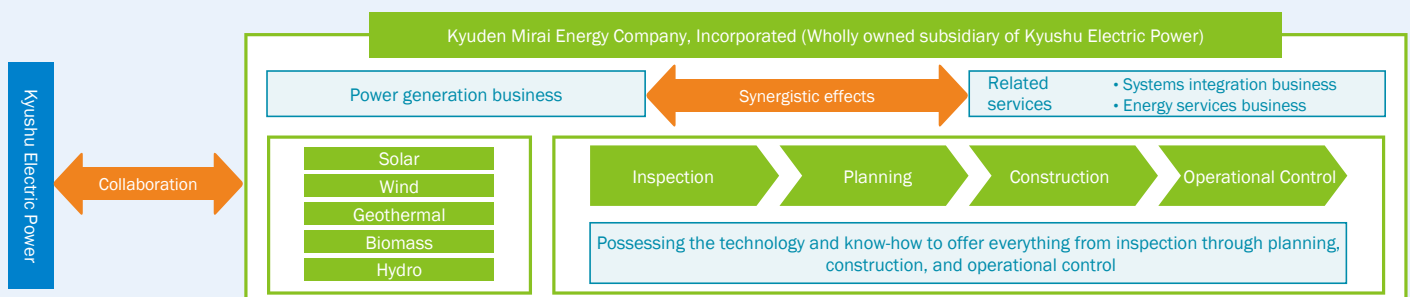 Kyuden Mirai Energy Company, Incorporated (Wholly owned subsidiary of Kyushu Electric Power)
Kyushu Electric Power
Collaboration
Power generation business
Synergistic effects
Related
services
• Systems integration business
• Energy services business
Solar
Wind
Geothermal
Biomass
Hydro
Inspection
Planning
Construction
Operational Control
Possessing the technology and know-how to offer everything from inspection through planning,
construction, and operational control